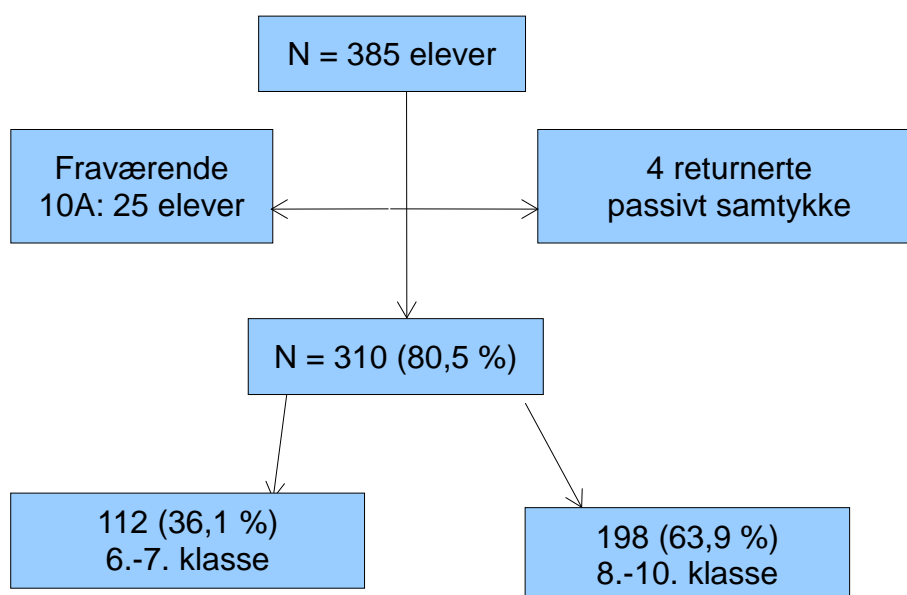 N = 385 elever
Fraværende
10A: 25 elever
4 returnerte
passivt samtykke
N = 310 (80,5 %)
112 (36,1 %)
6.-7. klasse
198 (63,9 %)
8.-10. klasse